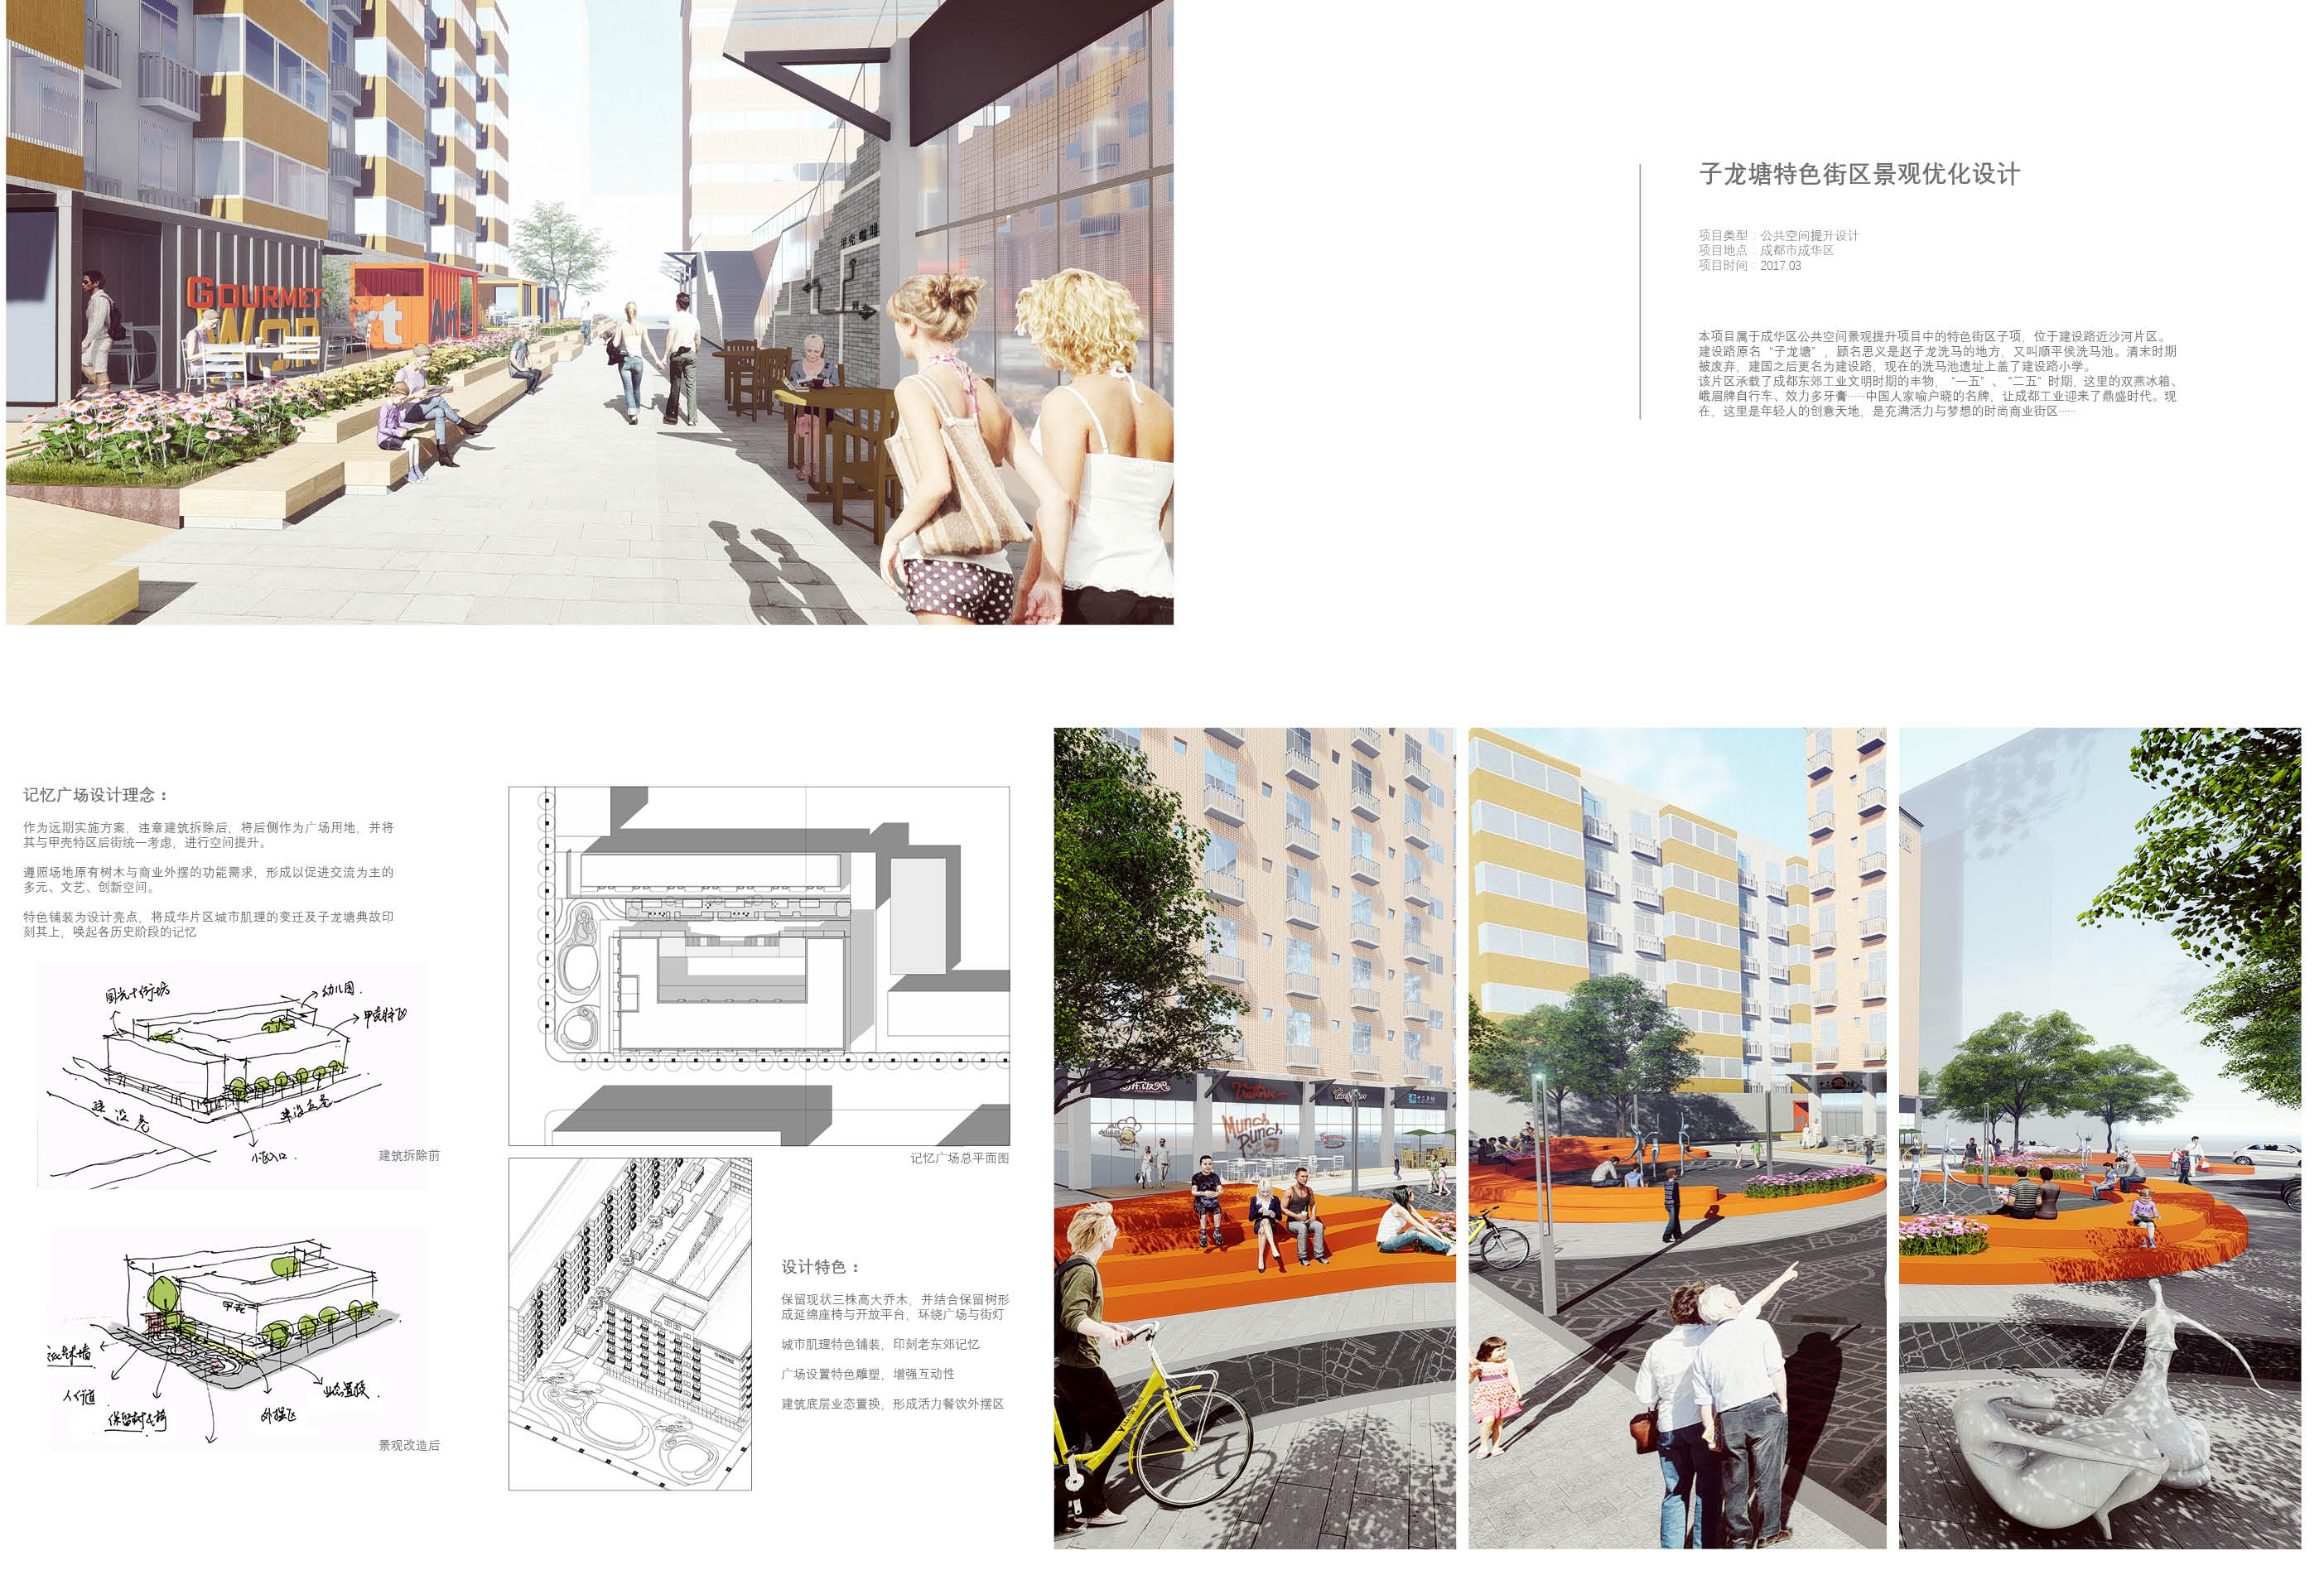 GOURMET
WOP
rt
Art
甲壳咖啡
子龙塘特色街区景观优化设计
项目类型：公共空间提升设计
项目地点：成都市成华区
项目时间：2017.03
本项目属于成华区公共空间景观提升项目中的特色街区子项，位于建设路近沙河片区。
建设路原名“子龙塘”，顾名思义是赵子龙洗马的地方，又叫顺平侯洗马池。清末时期
被废弃，建国之后更名为建设路，现在的洗马池遗址上盖了建设路小学。
该片区承载了成都东郊工业文明时期的丰物，“一五”、“二五”时期，这里的双燕冰箱、
峨眉牌自行车、效力多牙膏……中国人家喻户晓的名牌，让成都工业迎来了鼎盛时代。现
在，这里是年轻人的创意天地，是充满活力与梦想的时尚商业街区……
记忆广场设计理念：
作为远期实施方案，违章建筑拆除后，将后侧作为广场用地，并将
其与甲壳特区后街统一考虑，进行空间提升。
遵照场地原有树木与商业外摆的功能需求，形成以促进交流为主的
多元、文艺、创新空间。
特色铺装为设计亮点，将成华片区城市肌理的变迁及子龙塘典故印
刻其上，唤起各历史阶段的记忆
幼儿园
甲壳特区
建设巷
小区入口
建筑拆除前
甲壳
人行道
保留树与椅
外摆区
业态置换
景观改造后
记忆广场总平面图
设计特色：
保留现状三株高大乔木，并结合保留树形
成延绵座椅与开放平台，环绕广场与街灯
城市肌理特色铺装，印刻老东郊记忆
广场设置特色雕塑，增强互动性
建筑底层业态置换，形成活力餐饮外摆区
Trattoria
Munch
Punch